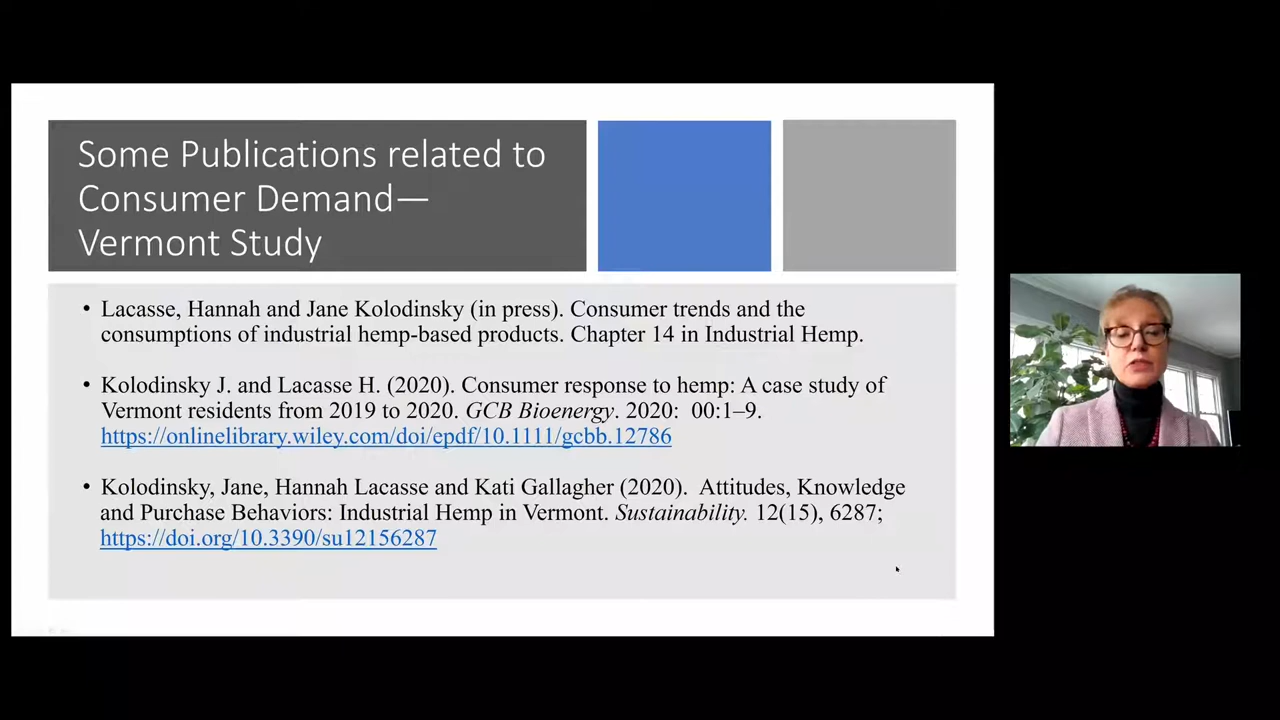 Some Publications related to
Consumer Demand—
Vermont Study
• Lacasse, Hannah and Jane Kolodinsky (in press). Consumer trends and the
consumptions of industrial hemp-based products. Chapter 14 in Industrial Hemp.
• Kolodinsky J. and Lacasse H. (2020). Consumer response to hemp: A case study of
Vermont residents from 2019 to 2020. GCB Bioenergy. 2020:  00:1–9.
https://onlinelibrary.wiley.com/doi/epdf/10.1111/gcbb.12786
• Kolodinsky, Jane, Hannah Lacasse and Kati Gallagher (2020).  Attitudes, Knowledge
and Purchase Behaviors: Industrial Hemp in Vermont. Sustainability. 12(15), 6287;
https://doi.org/10.3390/su12156287